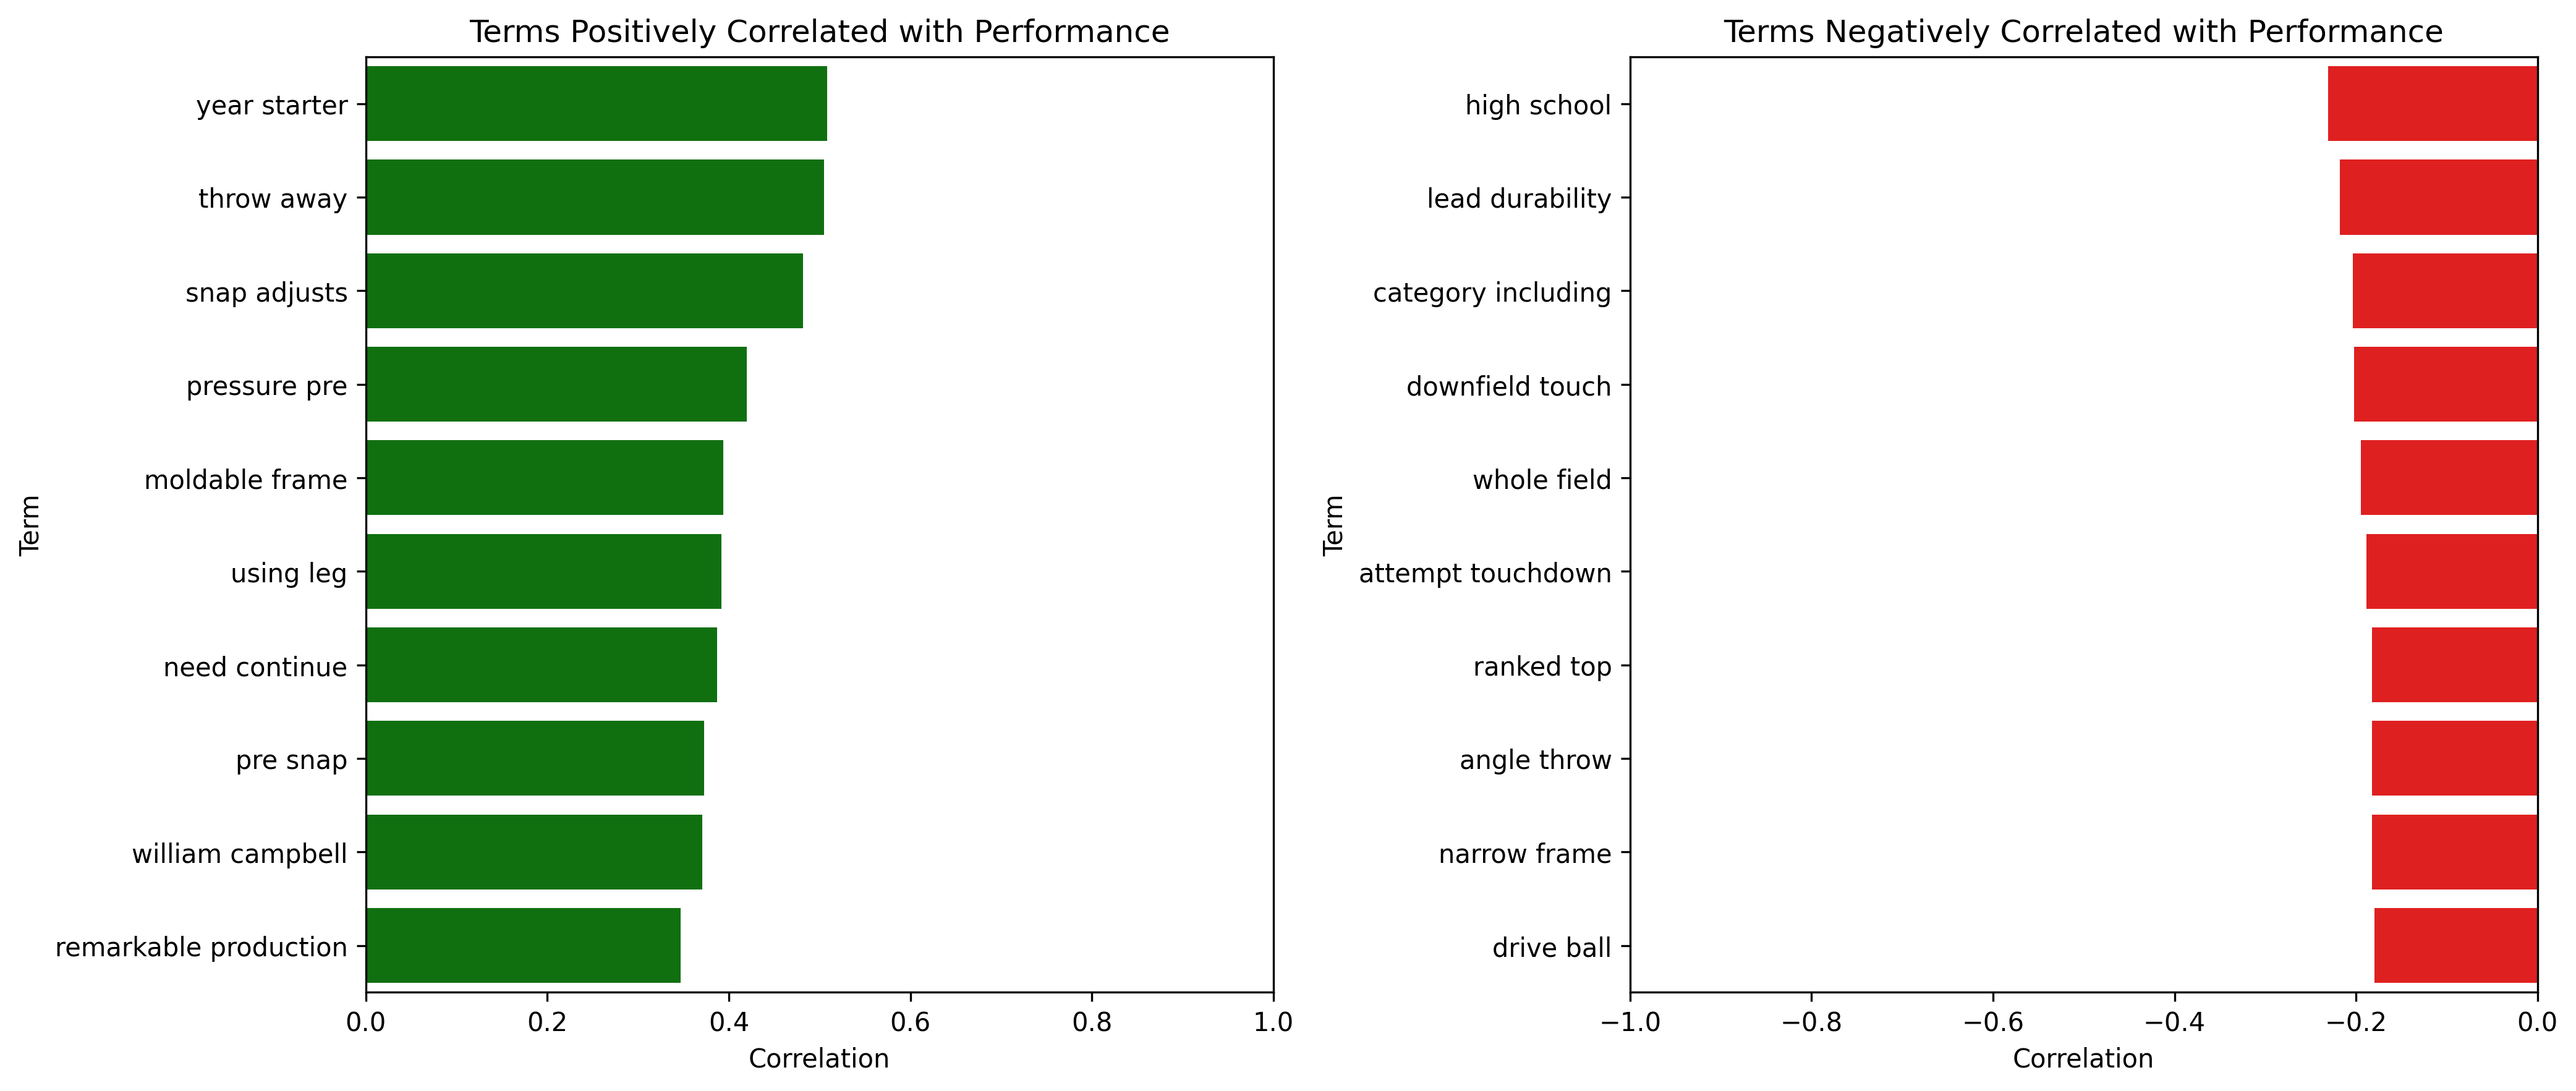 Terms Positively Correlated with Performance
Term
year starter
throw away
snap adjusts
pressure pre
moldable frame
using leg
need continue
pre snap
william campbell
remarkable production
0.0 0.2 0.4 0.6 0.8 1.0
Correlation
Terms Negatively Correlated with Performance
Term
high school
lead durability
category including
downfield touch
whole field
attempt touchdown
ranked top
angle throw
narrow frame
drive ball
−1.0 −0.8 −0.6 −0.4 −0.2 0.0
Correlation